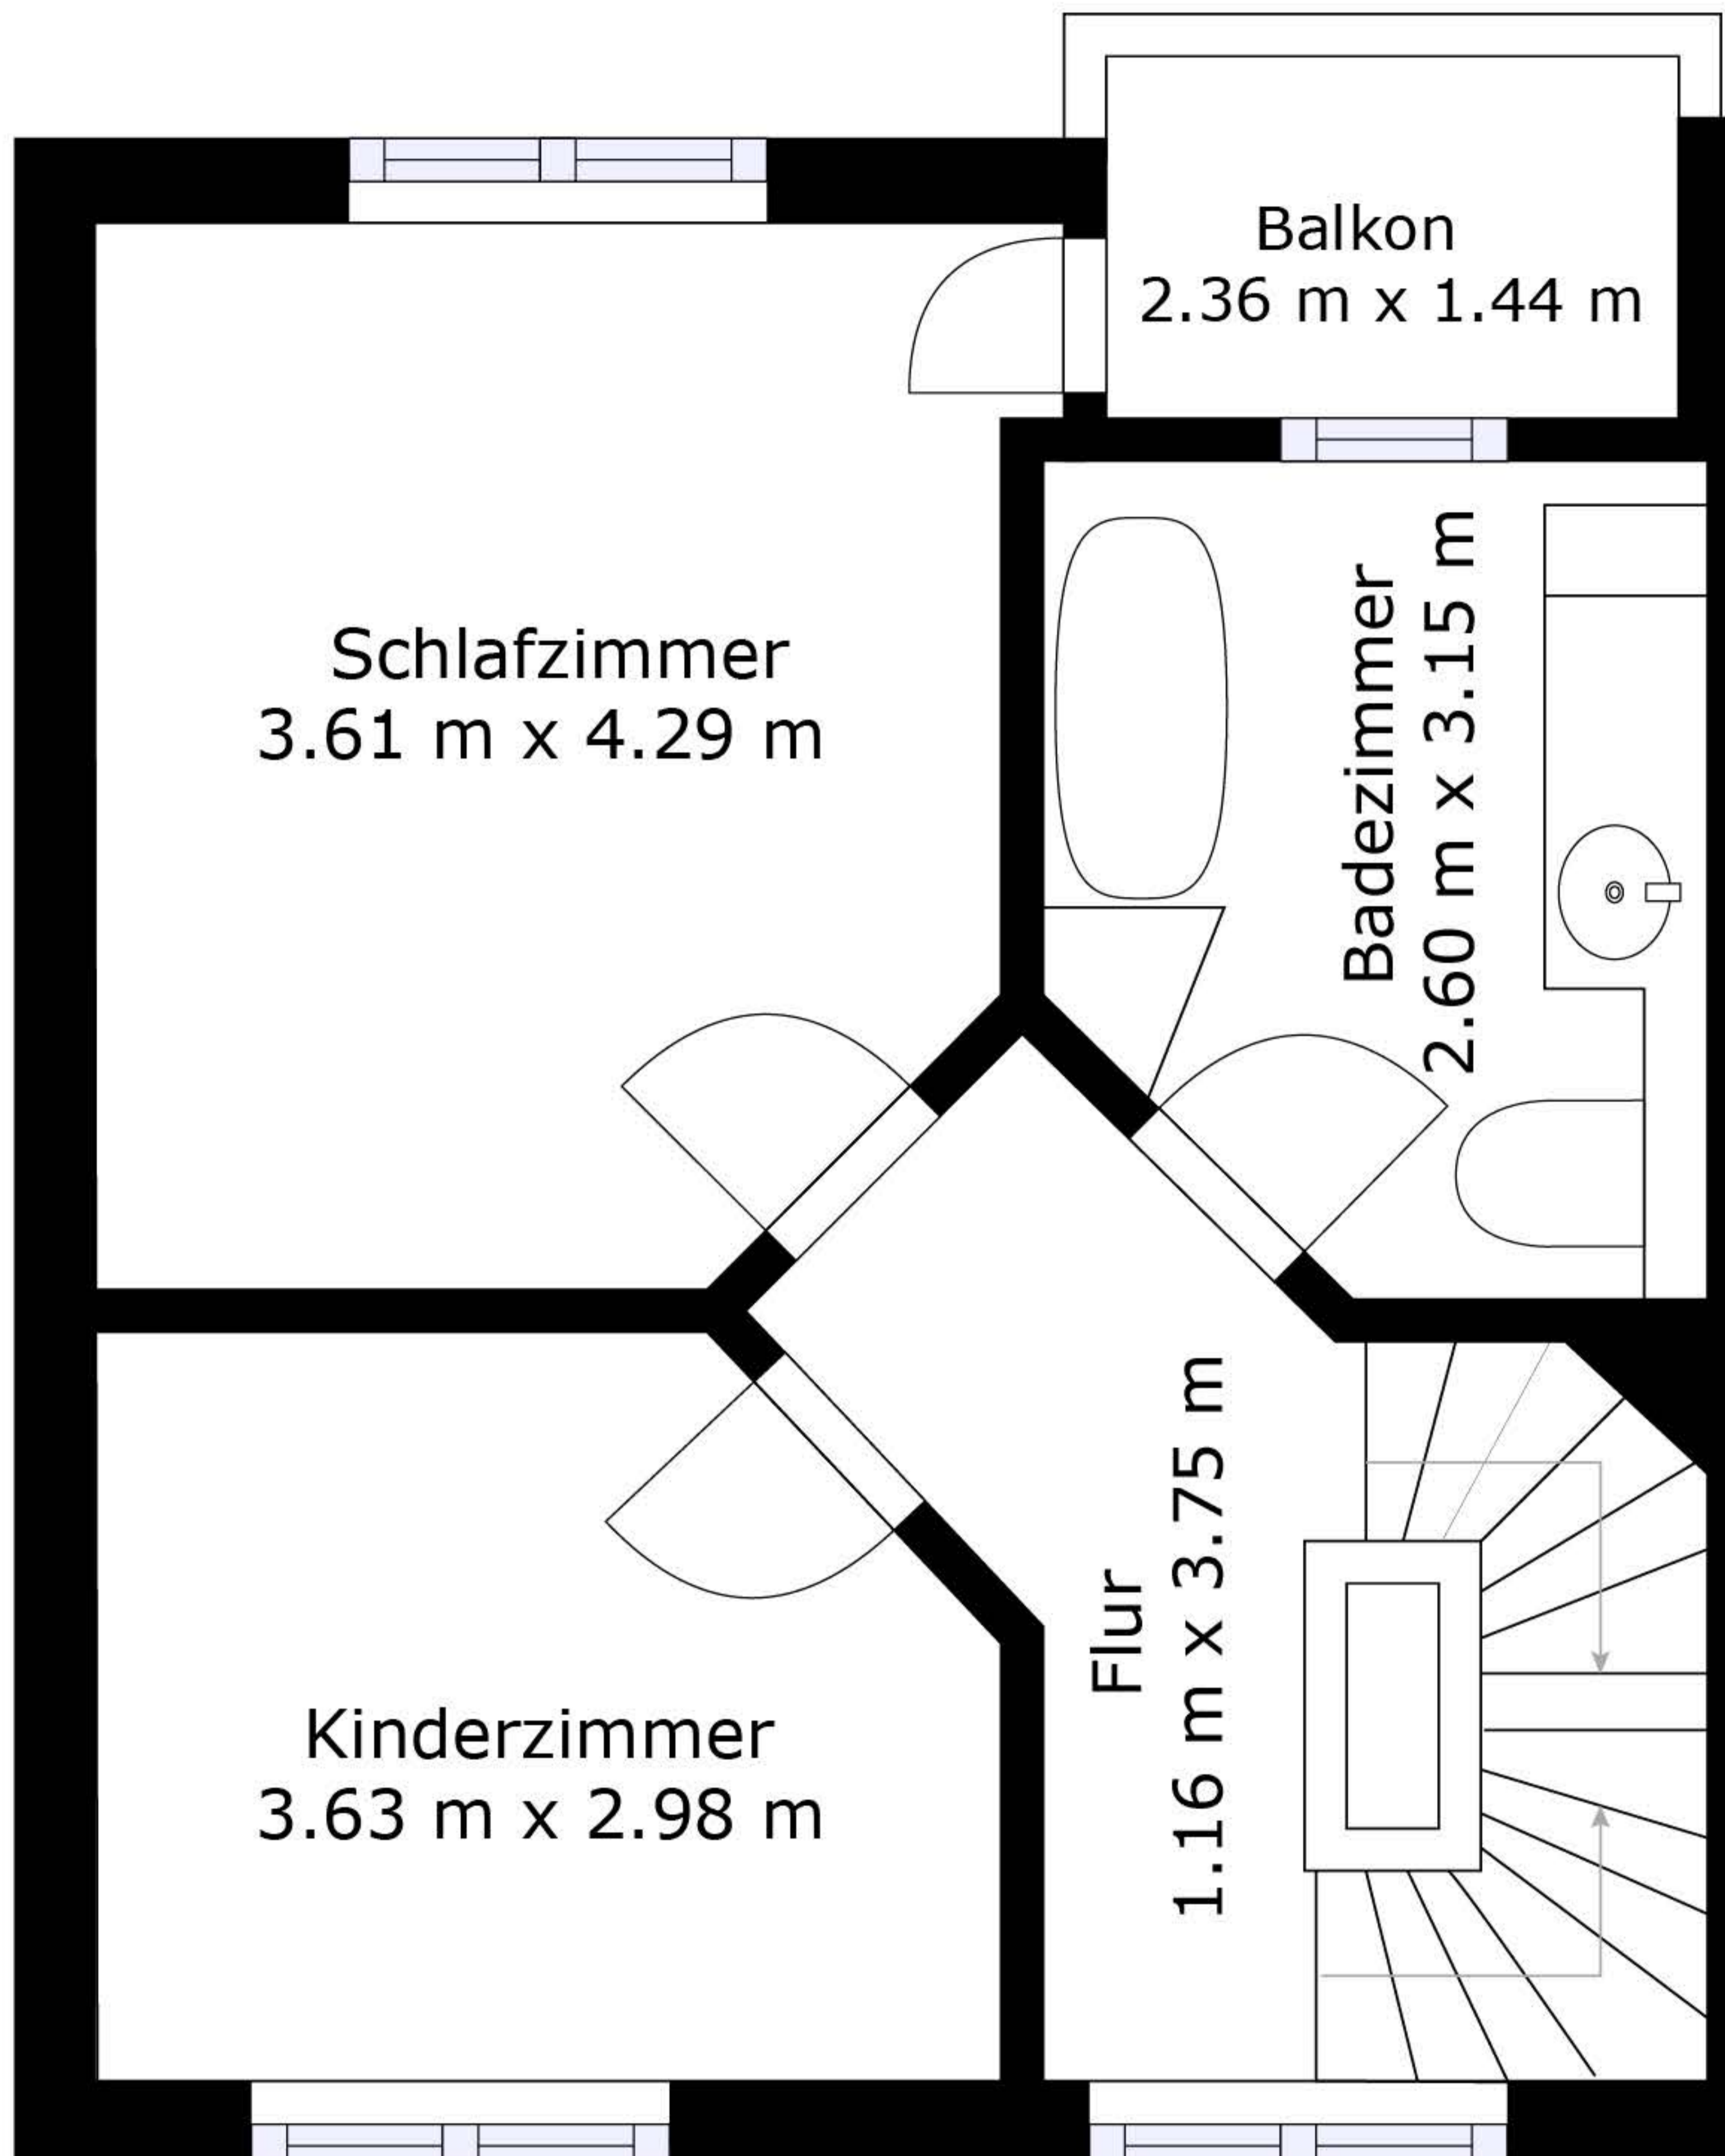 Balkon
2.36 m x 1.44 m
Schlafzimmer
3.61 m x 4.29 m
Badezimmer
2.60 m x 3.15 m
Flur
1.16 m x 3.75 m
Kinderzimmer
3.63 m x 2.98 m